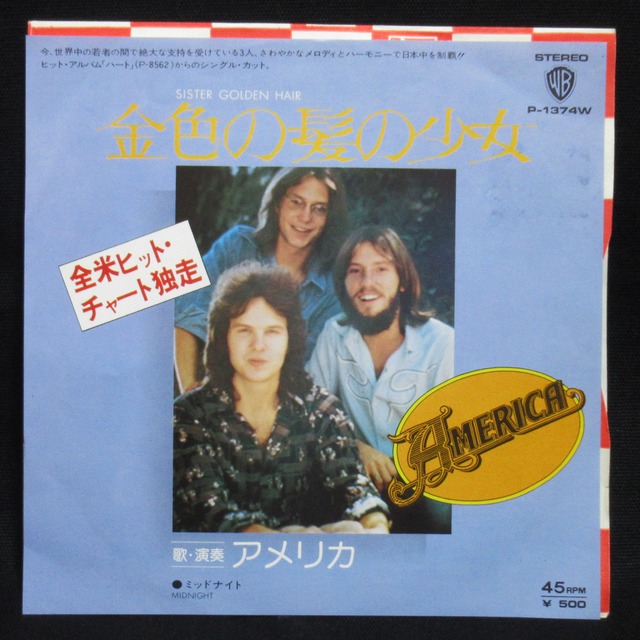 今、世界中の若者の間で絶大な支持を受けている3人、さわやかなメロディとハーモニーで日本中を制覇!!
ヒット・アルバム「ハート」(P-8562)からのシングル・カット。
STEREO
WB
P-1374W
SISTER GOLDEN HAIR
金色の髪の少女
全米ヒット・
チャート独走
AMERICA
歌・演奏 アメリカ
●ミッドナイト
MIDNIGHT
45RPM
¥ 500